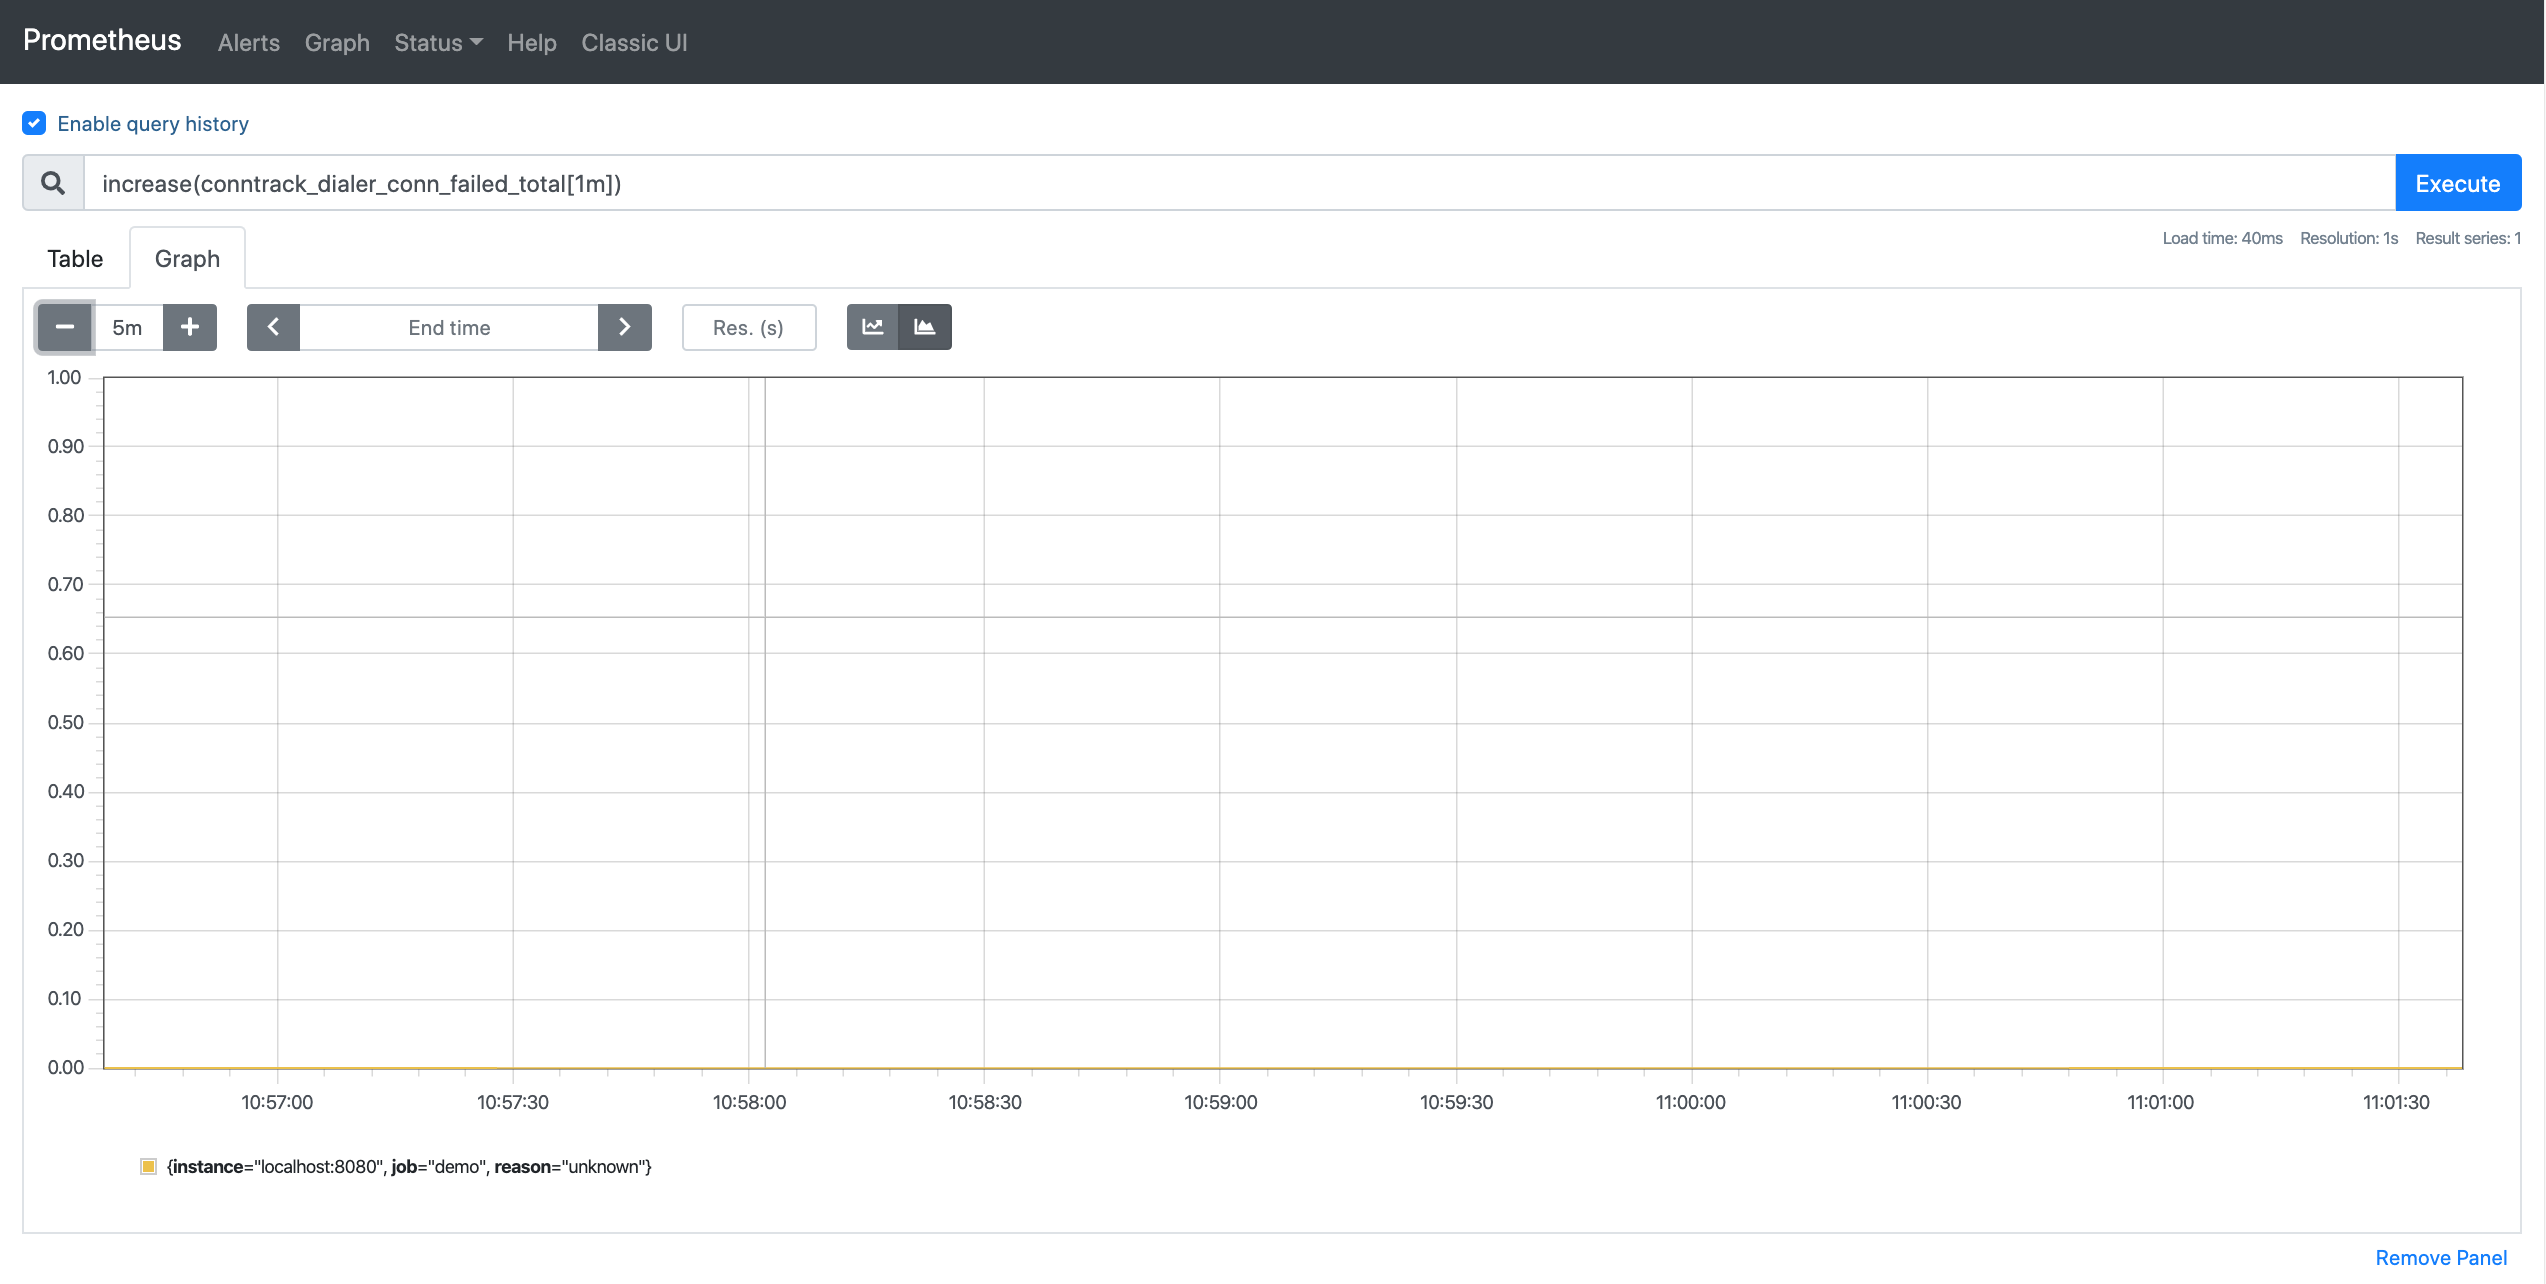 Prometheus Alerts Graph Status Help Classic UI
Enable query history
increase(conntrack_dialer_conn_failed_total[1m])
Execute
Table Graph
Load time: 40ms Resolution: 1s Result series: 1
5m End time Res. (s)
1.00
0.90
0.80
0.70
0.60
0.50
0.40
0.30
0.20
0.10
0.00
10:57:00 10:57:30 10:58:00 10:58:30 10:59:00 10:59:30 11:00:00 11:00:30 11:01:00 11:01:30
{instance="localhost:8080", job="demo", reason="unknown"}
Remove Panel